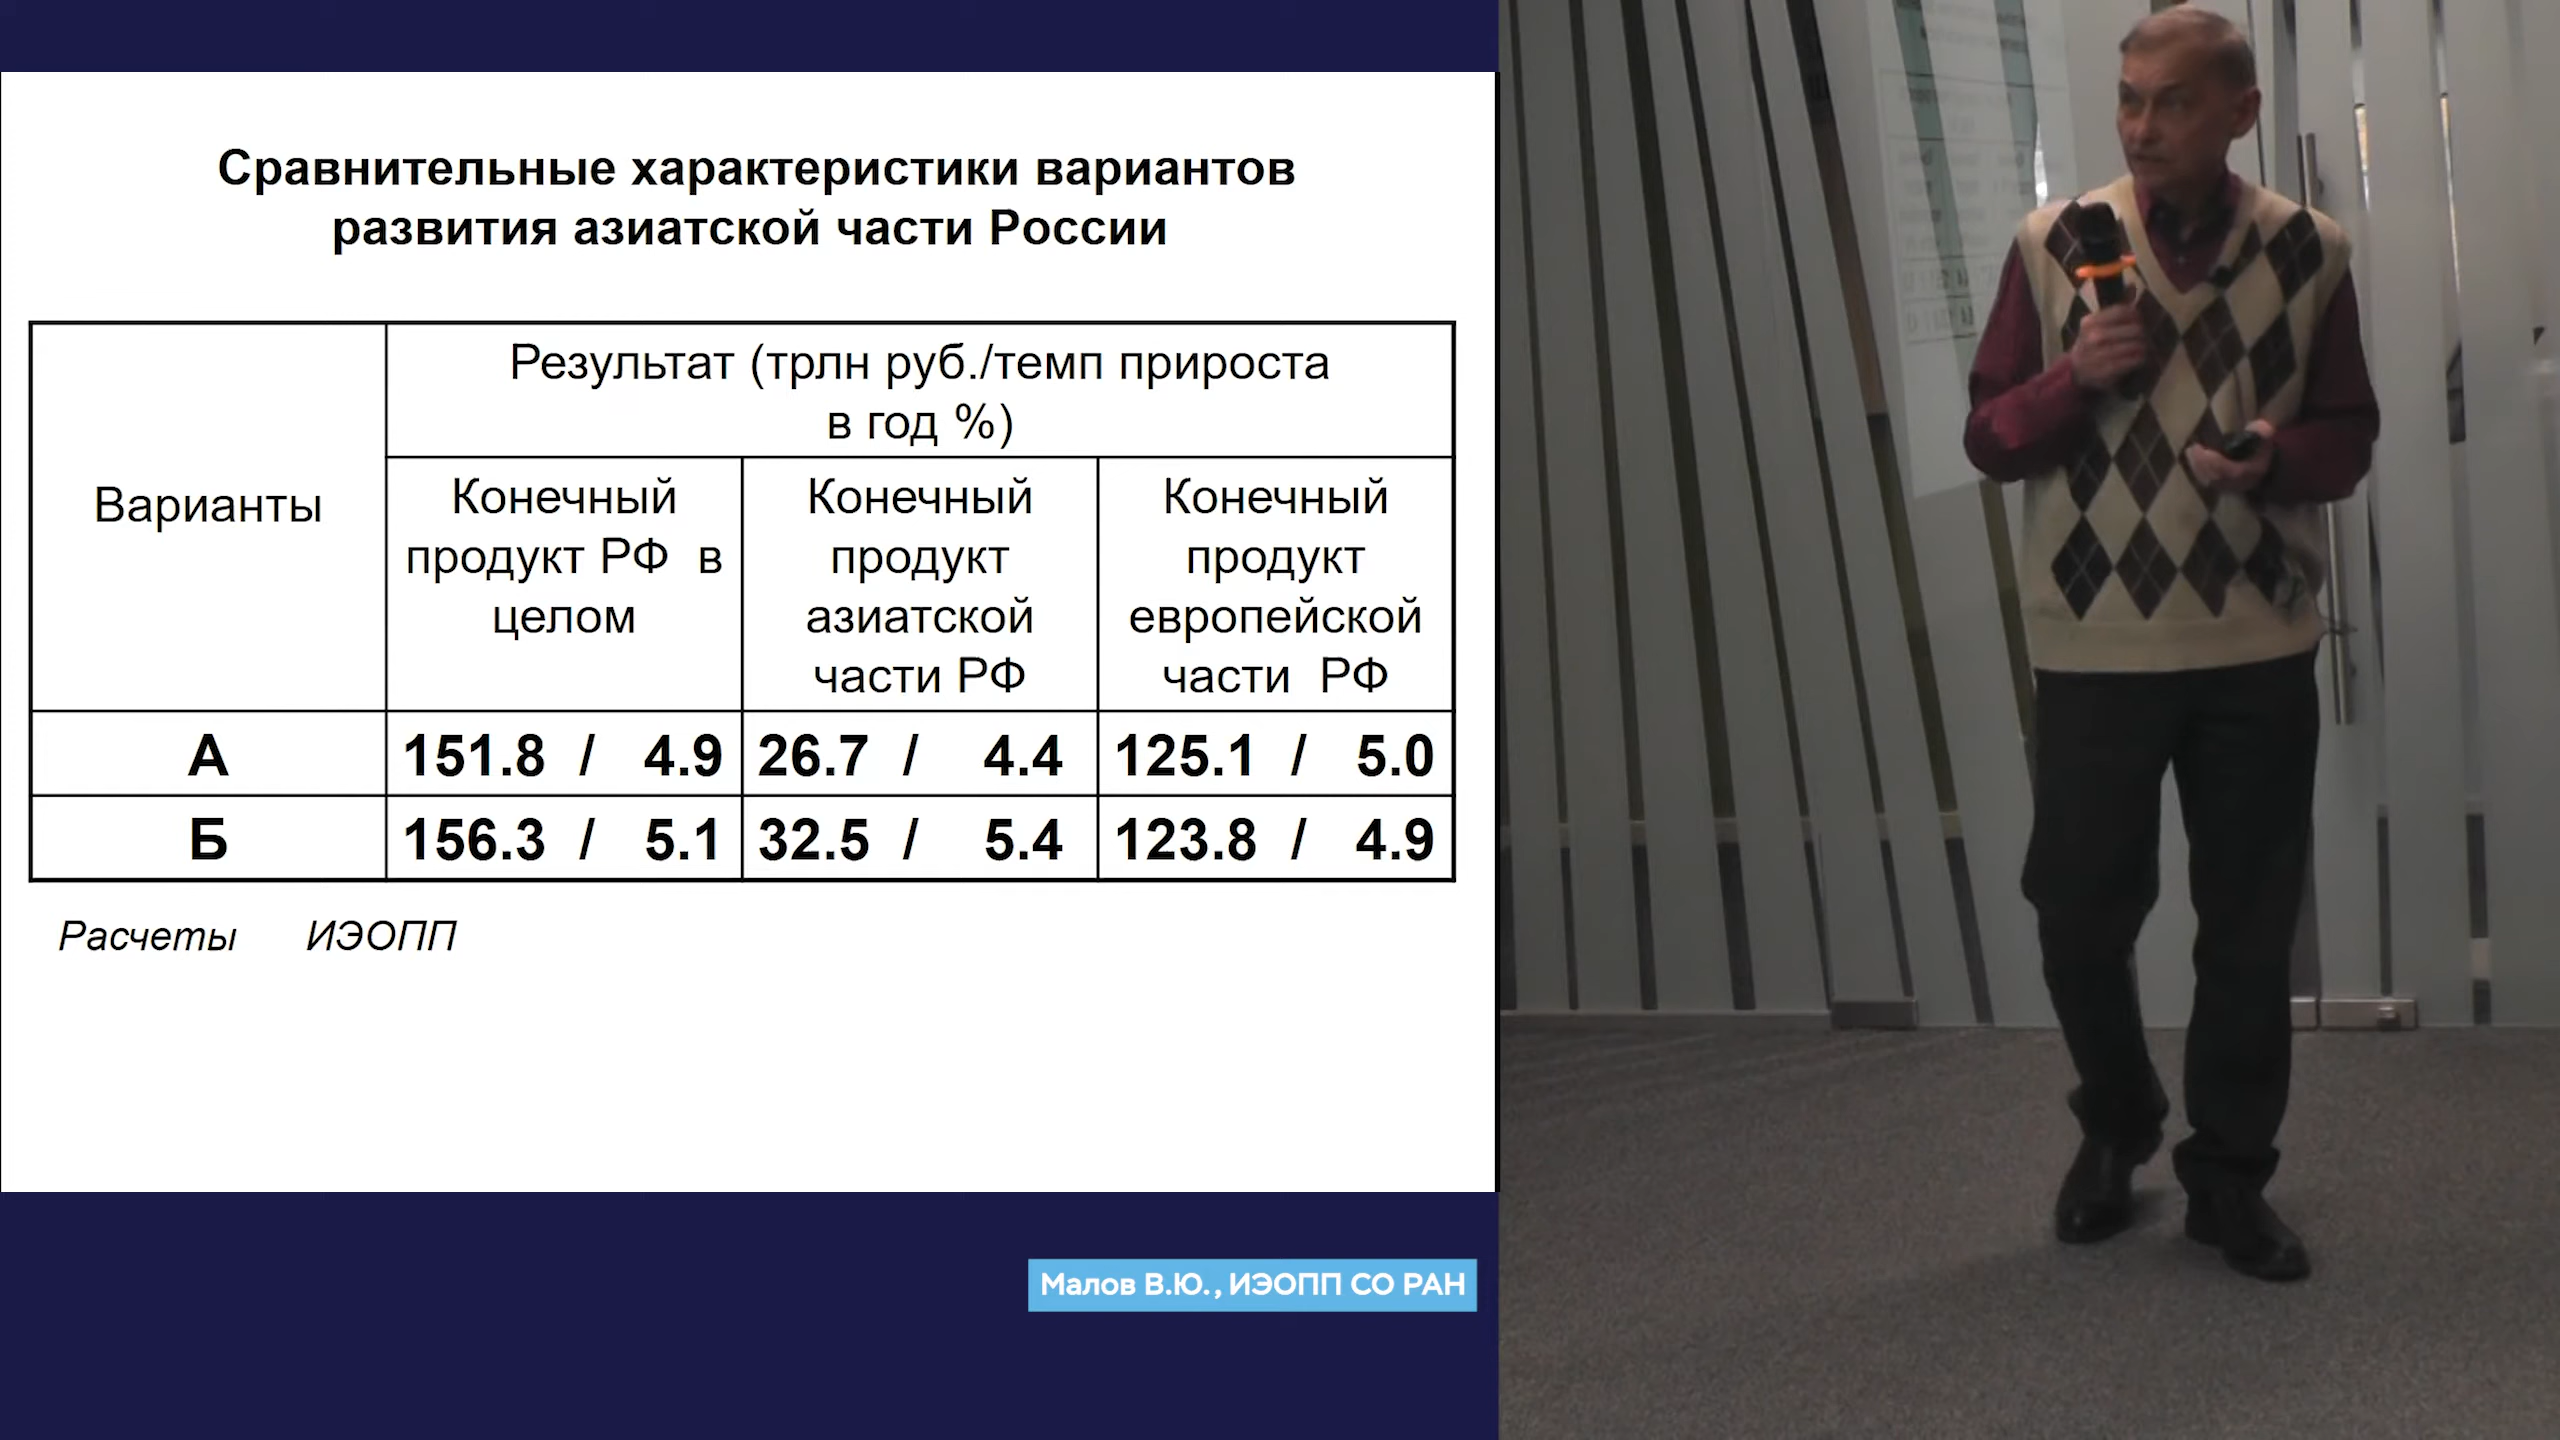 Сравнительные характеристики вариантов
развития азиатской части России
Варианты
Результат (трлн руб./темп прироста
в год %)
Конечный
продукт РФ в
целом
Конечный
продукт
азиатской
части РФ
Конечный
продукт
европейской
части РФ
А
151.8 / 4.9
26.7 / 4.4
125.1 / 5.0
Б
156.3 / 5.1
32.5 / 5.4
123.8 / 4.9
Расчеты ИЭОПП
Малов В.Ю., ИЭОПП СО РАН